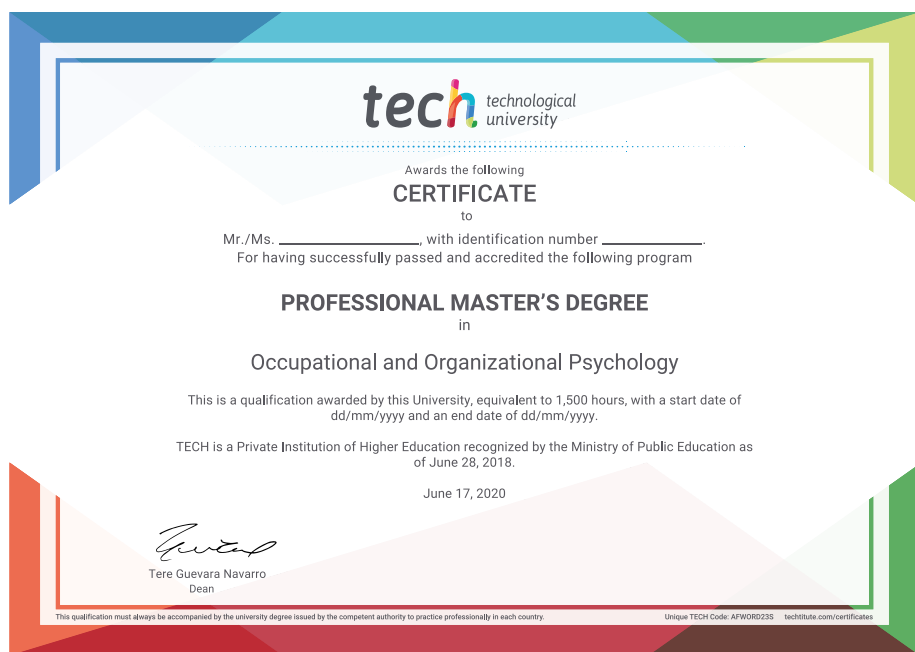 tech technological
university
Awards the following
CERTIFICATE
to
Mr./Ms. ____________, with identification number ____________.
For having successfully passed and accredited the following program
PROFESSIONAL MASTER'S DEGREE
in
Occupational and Organizational Psychology
This is a qualification awarded by this University, equivalent to 1,500 hours, with a start date of
dd/mm/yyyy and an end date of dd/mm/yyyy.
TECH is a Private Institution of Higher Education recognized by the Ministry of Public Education as
of June 28, 2018.
June 17, 2020
Tere Guevara Navarro
Dean
This qualification must always be accompanied by the university degree issued by the competent authority to practice professionally in each country. Unique TECH Code: AFWORD23S techtitute.com/certificates